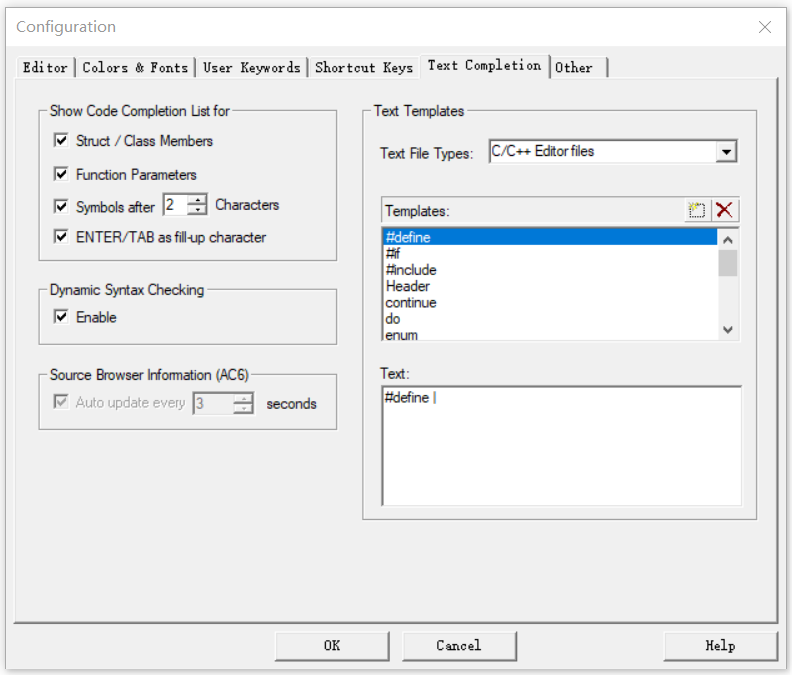 Configuration
Editor
Colors & Fonts
User Keywords
Shortcut Keys
Text Completion
Other
Show Code Completion List for
Struct / Class Members
Function Parameters
Symbols after 2 Characters
ENTER/TAB as fill-up character
Dynamic Syntax Checking
Enable
Source Browser Information (AC6)
Auto update every 3 seconds
Text Templates
Text File Types: C/C++ Editor files
Templates:
#define
#if
#include
Header
continue
do
enum
Text:
#define |
OK
Cancel
Help